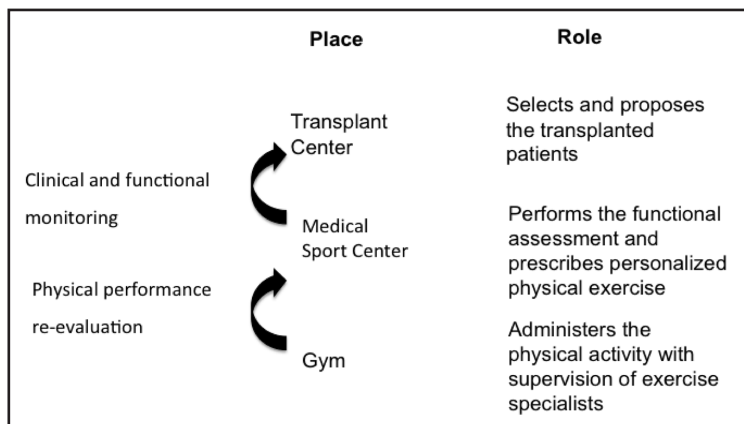 Place
Role
Transplant
Center
Selects and proposes
the transplanted
patients
Clinical and functional
monitoring
Medical
Sport Center
Performs the functional
assessment and
prescribes personalized
physical exercise
Physical performance
re-evaluation
Gym
Administers the
physical activity with
supervision of exercise
specialists